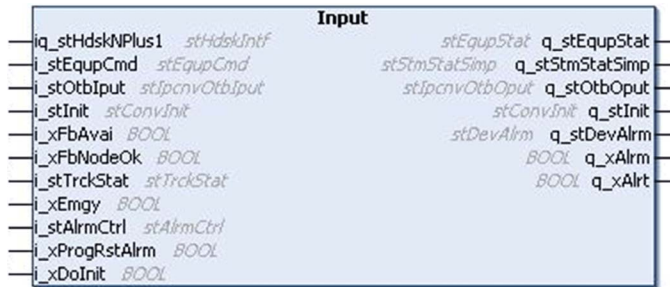 Input
iq_stHdskNPlus1 stHdskIntf stEqupStat q_stEqupStat
i_stEqupCmd stEqupCmd stStmStatSimp q_stStmStatSimp
i_stOtbIput stIpcnvOtbIput stIpcnvOtbOput q_stOtbOput
i_stInit stConvInit stConvInit q_stInit
i_xFbAvai BOOL stDevAlrm q_stDevAlrm
i_xFbNodeOk BOOL BOOL q_xAlrm
i_stTrckStat stTrckStat BOOL q_xAlrt
i_xEmgy BOOL
i_stAlrmCtrl stAlrmCtrl
i_xProgRstAlrm BOOL
i_xDoInit BOOL